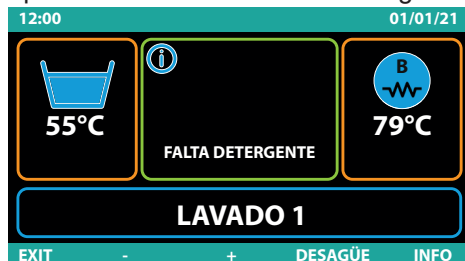 12:00 01/01/21
i
B
55°C
79°C
FALTA DETERGENTE
LAVADO 1
EXIT - + DESAGÜE INFO